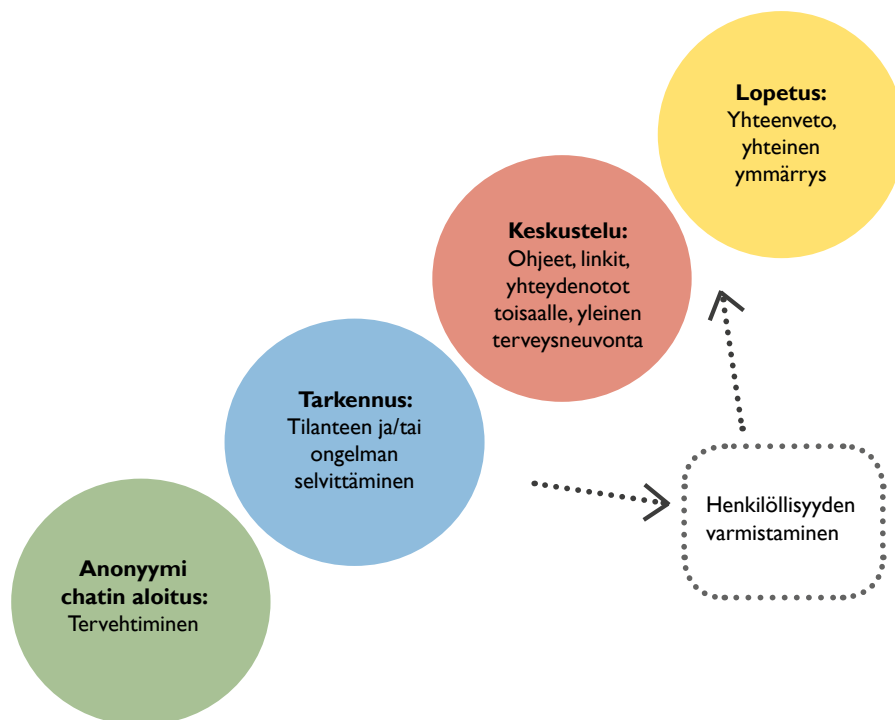 Anonyymi
chatin aloitus:
Tervehtiminen
Tarkennus:
Tilanteen ja/tai
ongelman
selvittäminen
Keskustelu:
Ohjeet, linkit,
yhteydenotot
toisaalle, yleinen
terveysneuvonta
Lopetus:
Yhteenveto,
yhteinen
ymmärrys
Henkilöllisyyden
varmistaminen